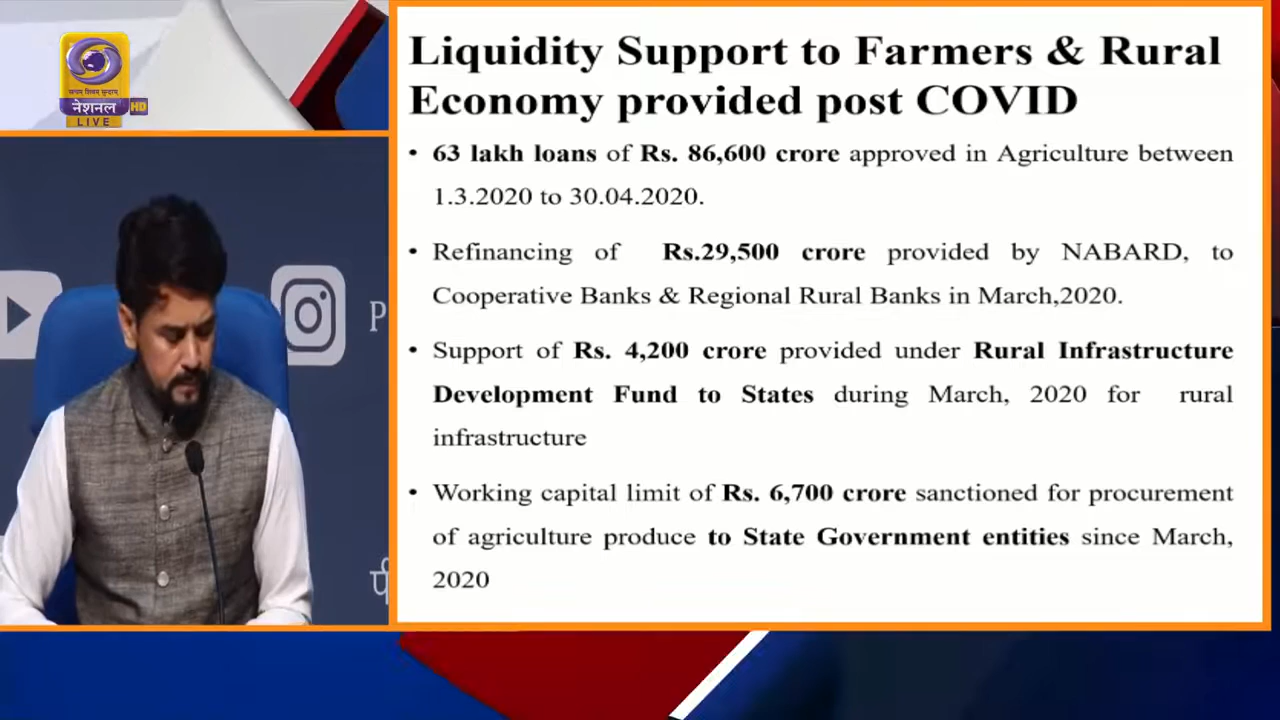 सत्यम् शिवम् सुन्दरम्
नेशनल HD
LIVE
Liquidity Support to Farmers & Rural
Economy provided post COVID
• 63 lakh loans of Rs. 86,600 crore approved in Agriculture between
1.3.2020 to 30.04.2020.
• Refinancing of Rs.29,500 crore provided by NABARD, to
Cooperative Banks & Regional Rural Banks in March,2020.
• Support of Rs. 4,200 crore provided under Rural Infrastructure
Development Fund to States during March, 2020 for rural
infrastructure
• Working capital limit of Rs. 6,700 crore sanctioned for procurement
of agriculture produce to State Government entities since March,
2020
P
पी